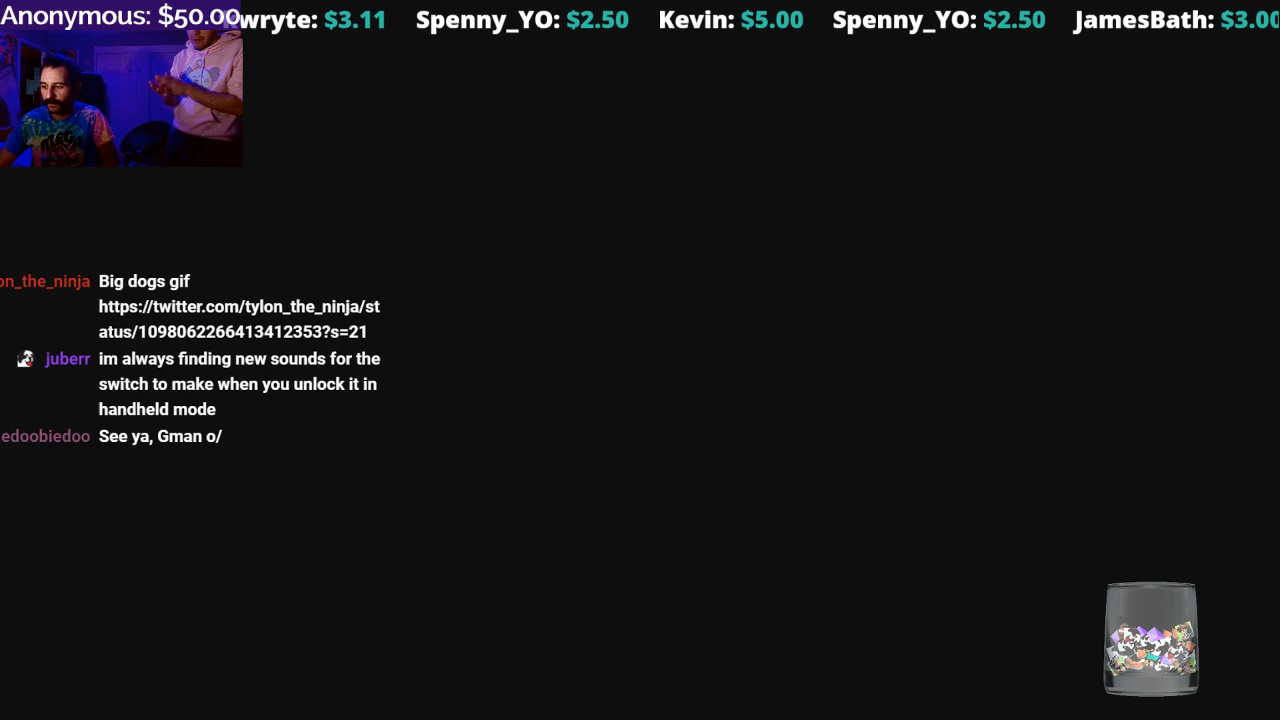 Anonymous: $50.00
wryte: $3.11 Spenny_YO: $2.50 Kevin: $5.00 Spenny_YO: $2.50 JamesBath: $3.00
on_the_ninja Big dogs gif
https://twitter.com/tylon_the_ninja/st
atus/1098062266413412353?s=21
juberr im always finding new sounds for the
switch to make when you unlock it in
handheld mode
edoobiedoo See ya, Gman o/